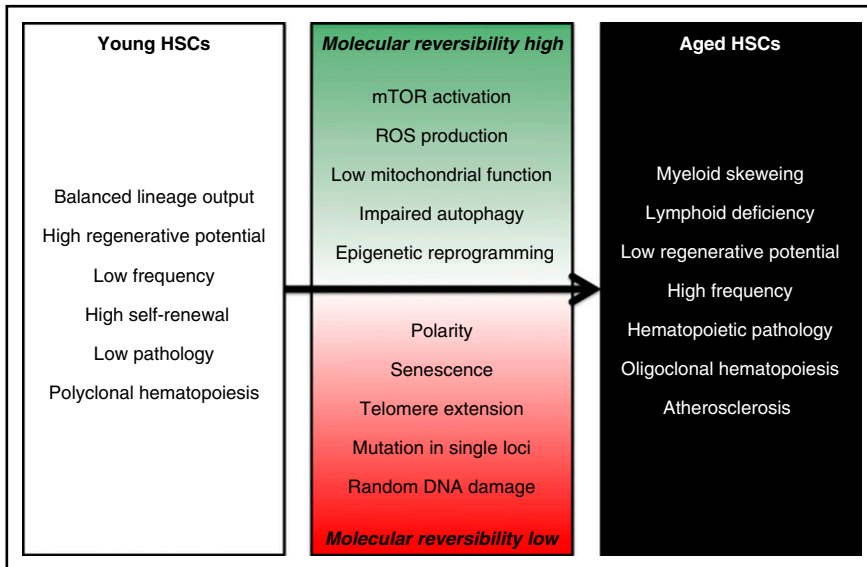 Young HSCs
Balanced lineage output
High regenerative potential
Low frequency
High self-renewal
Low pathology
Polyclonal hematopoiesis
Molecular reversibility high
mTOR activation
ROS production
Low mitochondrial function
Impaired autophagy
Epigenetic reprogramming
Polarity
Senescence
Telomere extension
Mutation in single loci
Random DNA damage
Molecular reversibility low
Aged HSCs
Myeloid skeweing
Lymphoid deficiency
Low regenerative potential
High frequency
Hematopoietic pathology
Oligoclonal hematopoiesis
Atherosclerosis